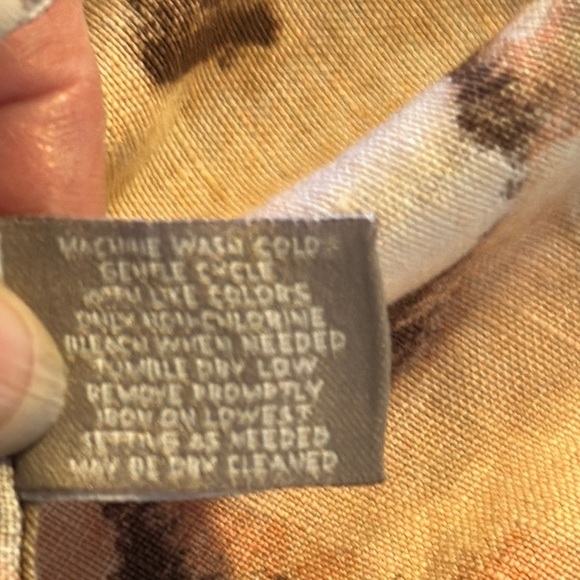 MACHINE WASH COLD
GENTLE CYCLE
WITH LIKE COLORS
ONLY NON-CHLORINE
BLEACH WHEN NEEDED
TUMBLE DRY LOW
REMOVE PROMPTLY
IRON ON LOWEST
SETTING AS NEEDED
MAY BE DRY CLEANED